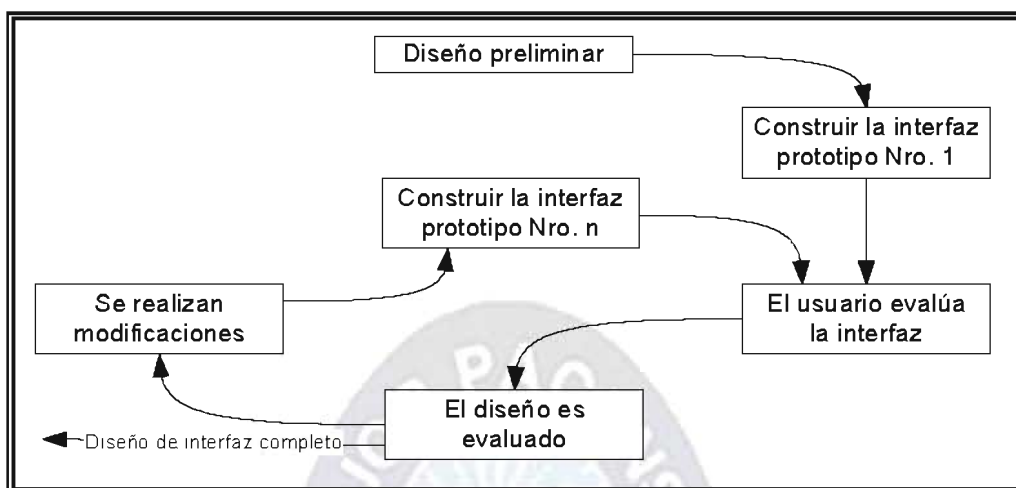 Diseño preliminar
Construir la interfaz
prototipo Nro. 1
Construir la interfaz
prototipo Nro. n
Se realizan
modificaciones
El usuario evalúa
la interfaz
El diseño es
evaluado
Diseño de interfaz completo